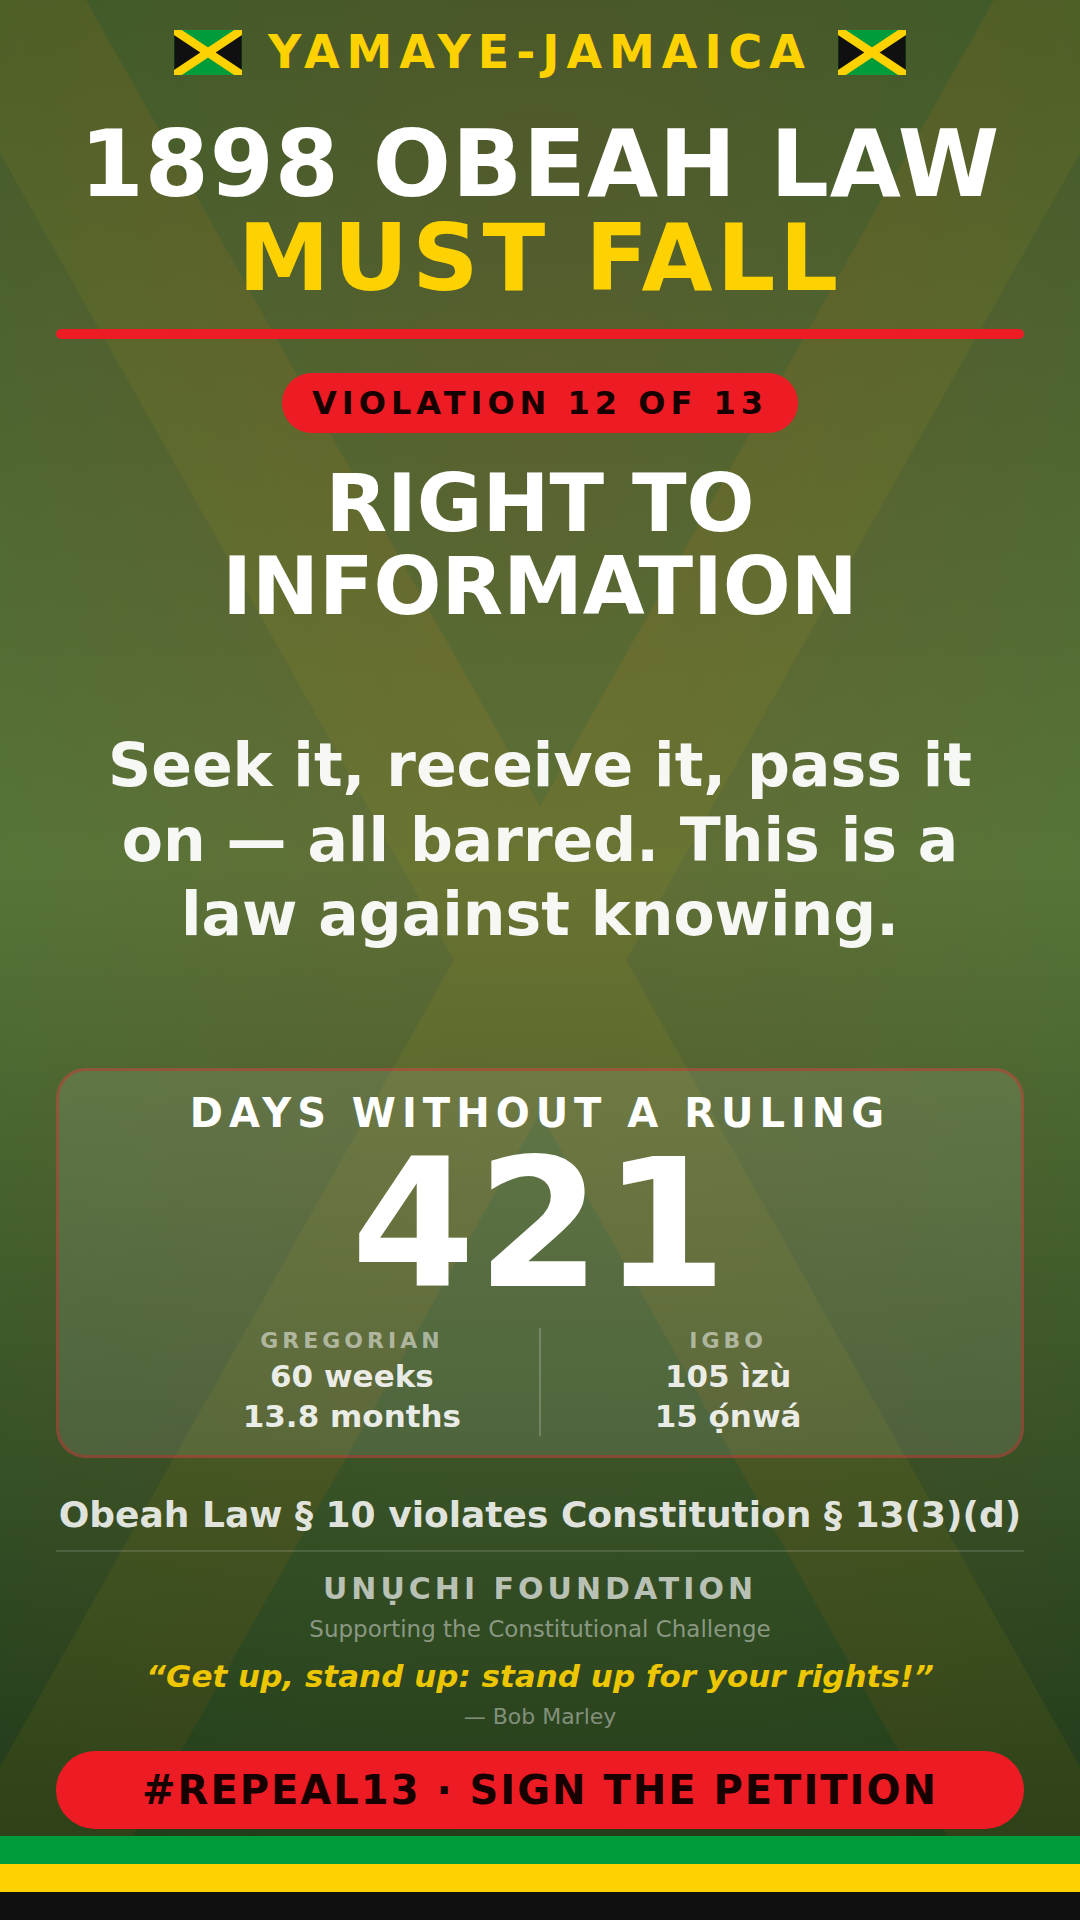 YAMAYE-JAMAICA
1898 OBEAH LAW
MUST FALL
VIOLATION 12 OF 13
RIGHT TO
INFORMATION
Seek it, receive it, pass it
on — all barred. This is a
law against knowing.
DAYS WITHOUT A RULING
421
GREGORIAN
60 weeks
13.8 months
IGBO
105 ìzù
15 ọ́nwá
Obeah Law § 10 violates Constitution § 13(3)(d)
UNỤCHI FOUNDATION
Supporting the Constitutional Challenge
“Get up, stand up: stand up for your rights!”
— Bob Marley
#REPEAL13 · SIGN THE PETITION